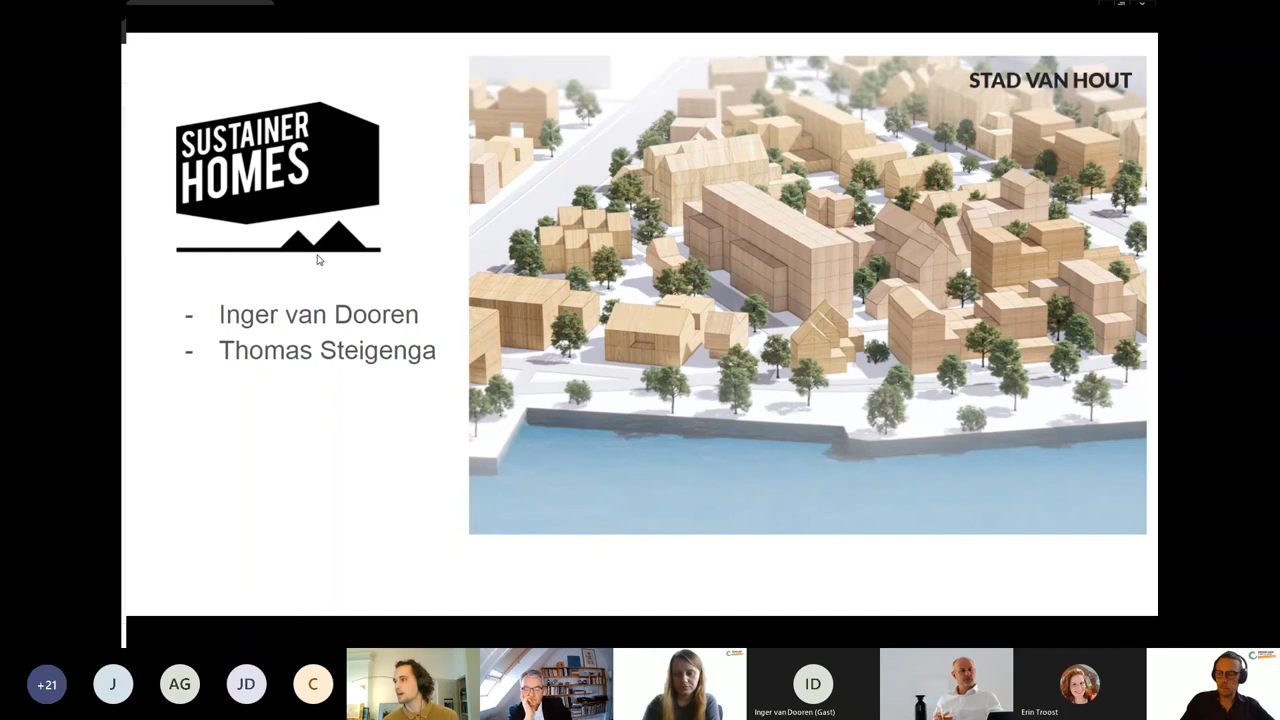 STAD VAN HOUT
SUSTAINER
HOMES
- Inger van Dooren
- Thomas Steigenga
+21
J
AG
JD
C
ID
Inger van Dooren (Gast)
Erin Troost